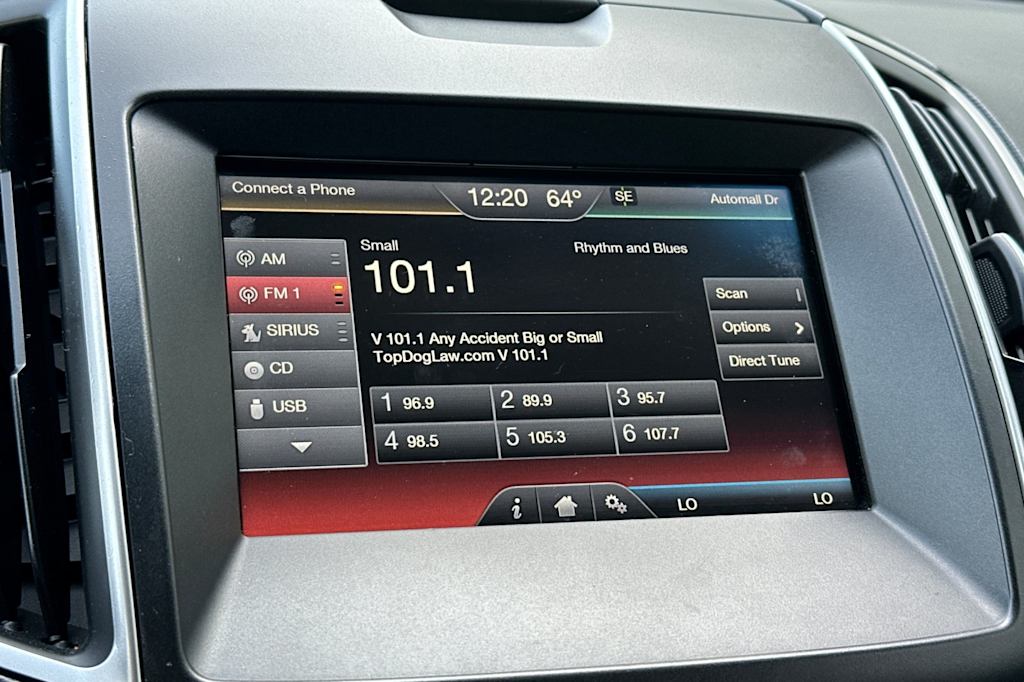 Connect a Phone
12:20 64°
SE
Automall Dr
AM
FM 1
SIRIUS
CD
USB
Small
Rhythm and Blues
101.1
V 101.1 Any Accident Big or Small
TopDogLaw.com V 101.1
1 96.9
2 89.9
3 95.7
4 98.5
5 105.3
6 107.7
Scan
Options
Direct Tune
i
LO
LO